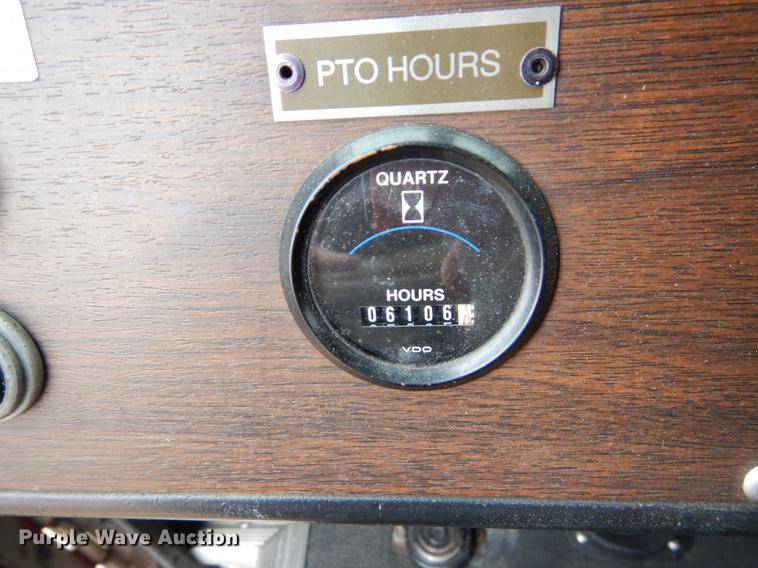 PTO HOURS
QUARTZ
HOURS
06106
VDO
Purple Wave Auction